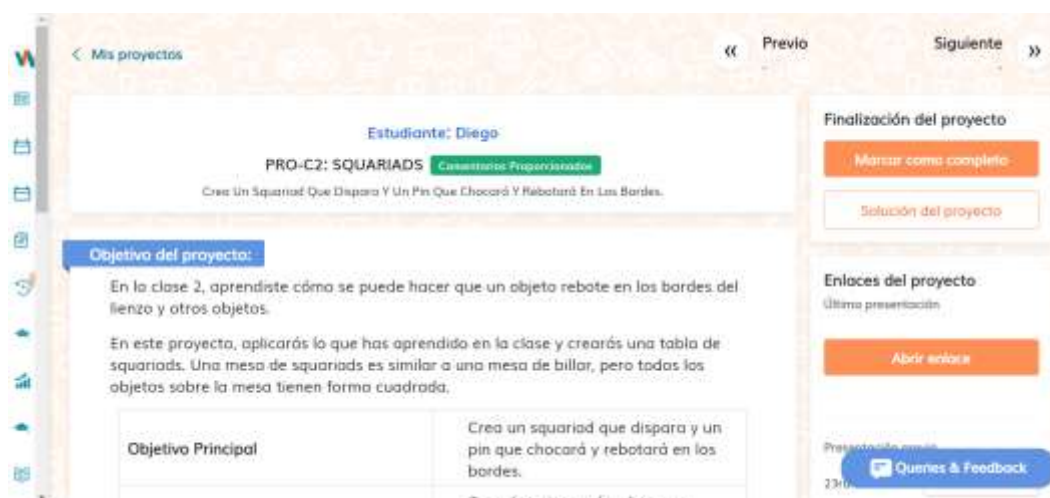 Mis proyectos
Previo
Siguiente
Estudiante: Diego
PRO-C2: SQUARIADS Comentarios Proporcionados
Crea Un Squariad Que Dispara Y Un Pin Que Chocará Y Rebotará En Los Bordes.
Objetivo del proyecto:
En la clase 2, aprendiste cómo se puede hacer que un objeto rebote en los bordes del
lienzo y otros objetos.
En este proyecto, aplicarás lo que has aprendido en la clase y crearás una tabla de
squariads. Una mesa de squariads es similar a una mesa de billar, pero todos los
objetos sobre la mesa tienen forma cuadrada.
Objetivo Principal
Crea un squariad que dispara y un
pin que chocará y rebotará en los
bordes.
Finalización del proyecto
Marcar como completo
Solución del proyecto
Enlaces del proyecto
Última presentación
Abrir enlace
Queries & Feedback